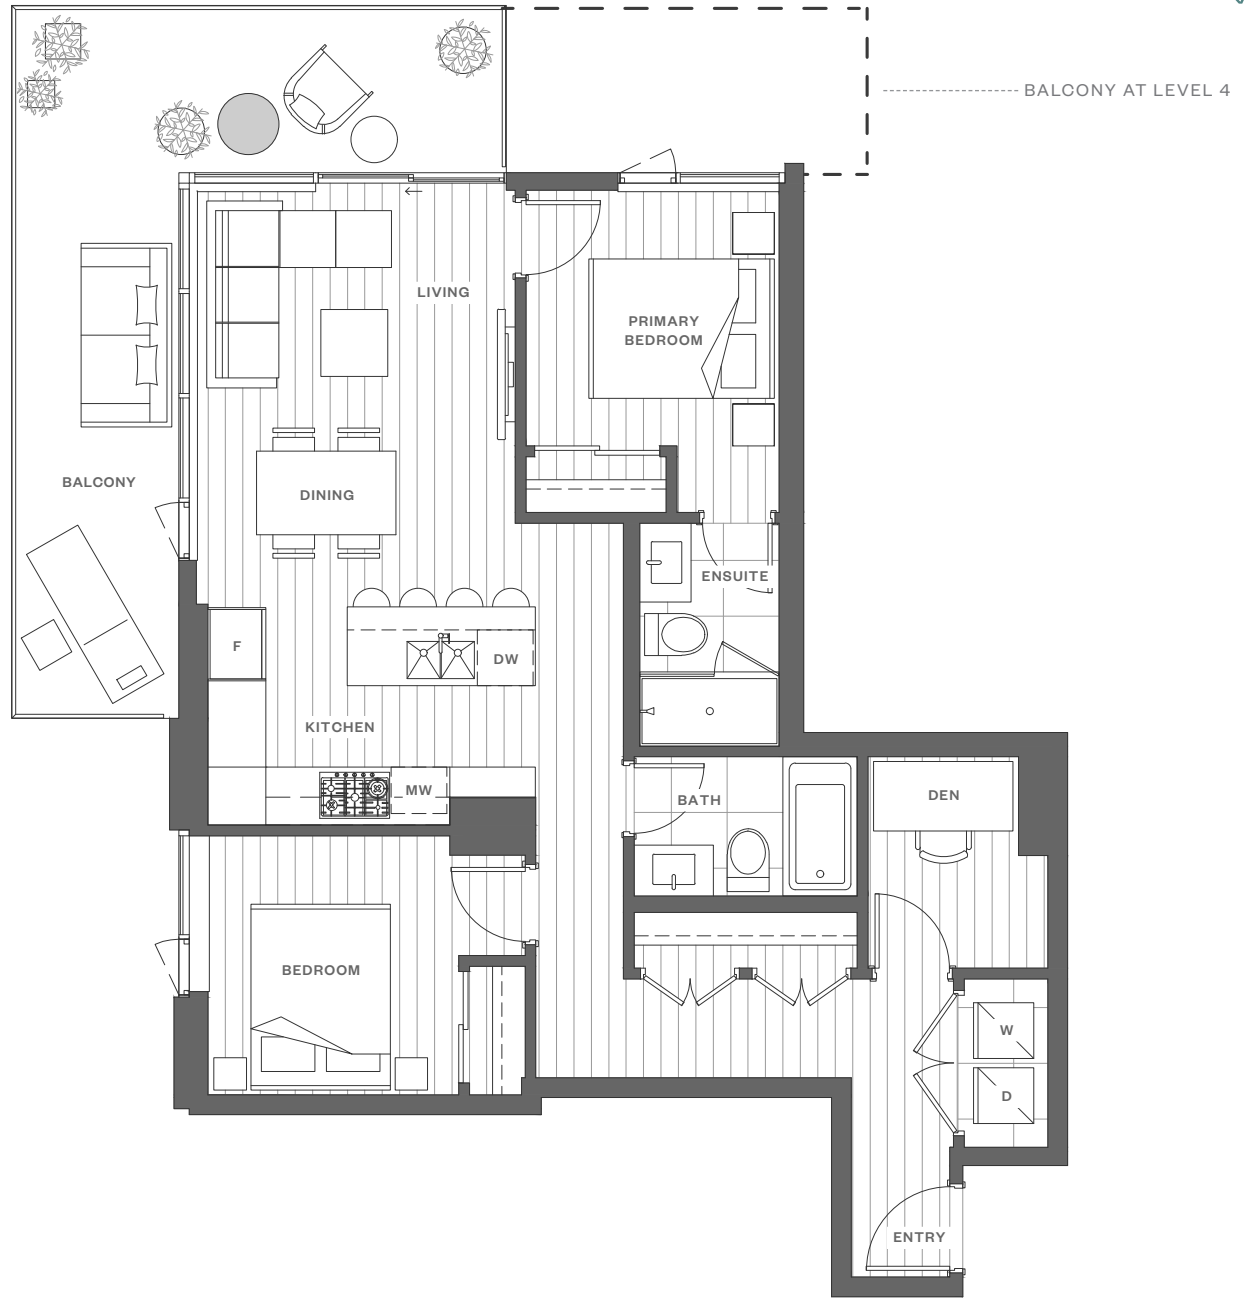 BALCONY AT LEVEL 4
LIVING
PRIMARY
BEDROOM
BALCONY
DINING
ENSUITE
F
DW
KITCHEN
MW
BATH
DEN
BEDROOM
W
D
ENTRY